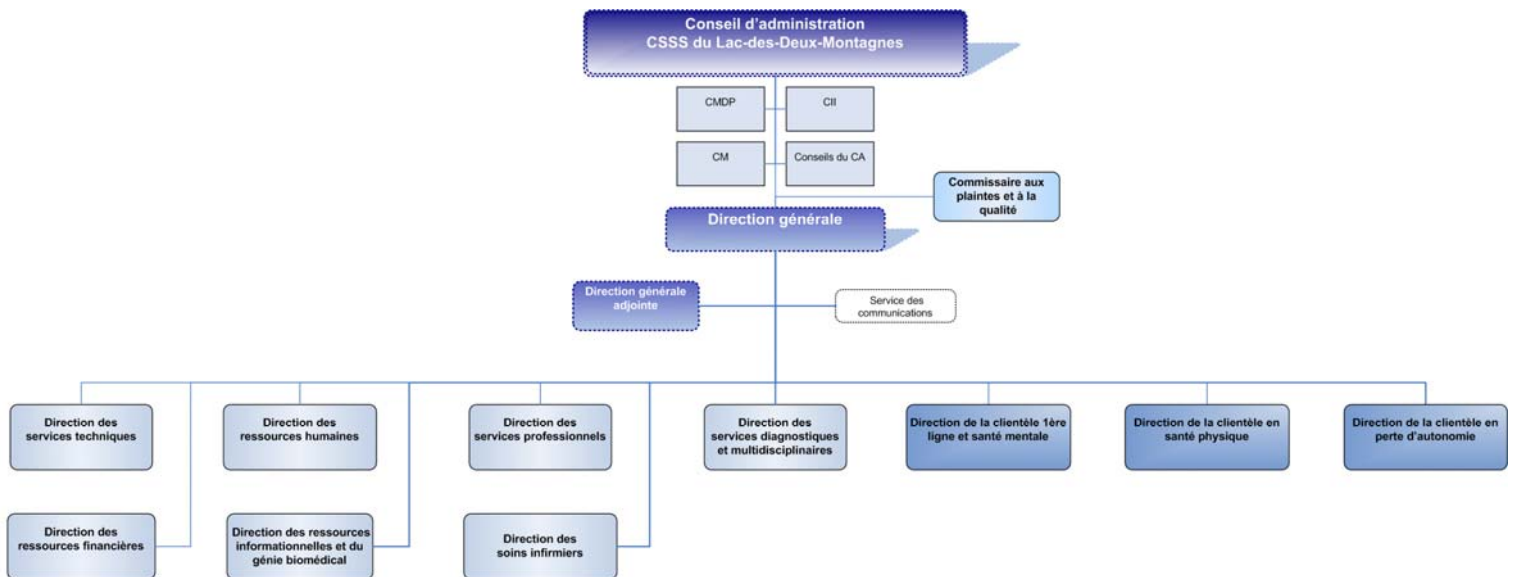 Conseil d'administration
CSSS du Lac-des-Deux-Montagnes
CMDP
CII
CM
Conseils du CA
Commissaire aux
plaintes et à la
qualité
Direction générale
Direction générale
adjointe
Service des
communications
Direction des
services techniques
Direction des
ressources humaines
Direction des
services professionnels
Direction des
services diagnostiques
et multidisciplinaires
Direction de la clientèle 1ère
ligne et santé mentale
Direction de la clientèle en
santé physique
Direction de la clientèle en
perte d'autonomie
Direction des
ressources financières
Direction des ressources
informationnelles et du
génie biomédical
Direction des
soins infirmiers